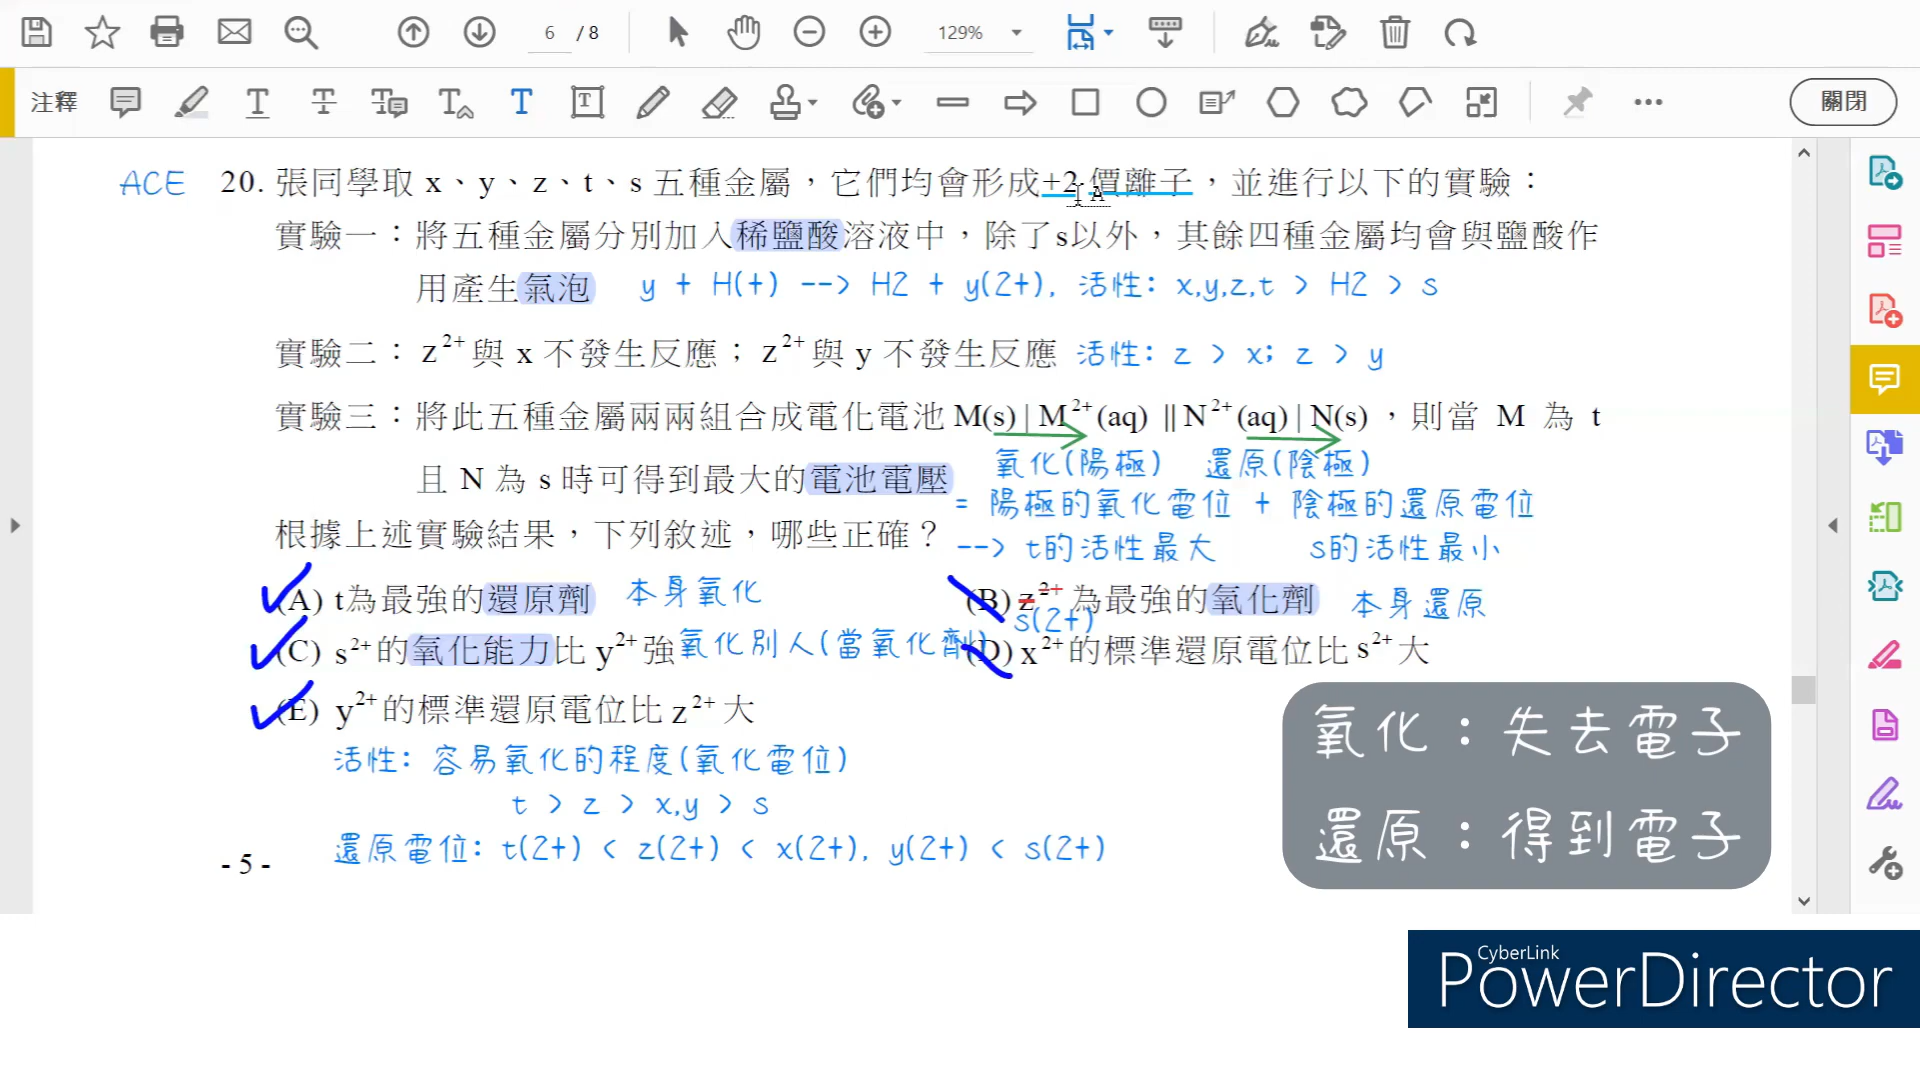 6 / 8
129%
注釋
關閉
ACE 20. 張同學取 x、y、z、t、s 五種金屬，它們均會形成+2 價離子，並進行以下的實驗：
實驗一：將五種金屬分別加入稀鹽酸溶液中，除了s以外，其餘四種金屬均會與鹽酸作
用產生氣泡 y + H(+) --> H2 + y(2+), 活性: x,y,z,t > H2 > s
實驗二：z²⁺與 x 不發生反應；z²⁺與 y 不發生反應 活性: z > x; z > y
實驗三：將此五種金屬兩兩組合成電化電池 M(s) | M²⁺(aq) || N²⁺(aq) | N(s)，則當 M 為 t
氧化(陽極) 還原(陰極)
且 N 為 s 時可得到最大的電池電壓
= 陽極的氧化電位 + 陰極的還原電位
根據上述實驗結果，下列敘述，哪些正確？
--> t的活性最大 s的活性最小
(A) t為最強的還原劑 本身氧化 (B) z²⁺ 為最強的氧化劑 本身還原
s(2+)
(C) s²⁺的氧化能力比 y²⁺強 氧化別人(當氧化劑) (D) x²⁺的標準還原電位比 s²⁺大
(E) y²⁺的標準還原電位比 z²⁺大
活性: 容易氧化的程度(氧化電位)
t > z > x,y > s
還原電位: t(2+) < z(2+) < x(2+), y(2+) < s(2+)
- 5 -
氧化：失去電子
還原：得到電子
CyberLink
PowerDirector